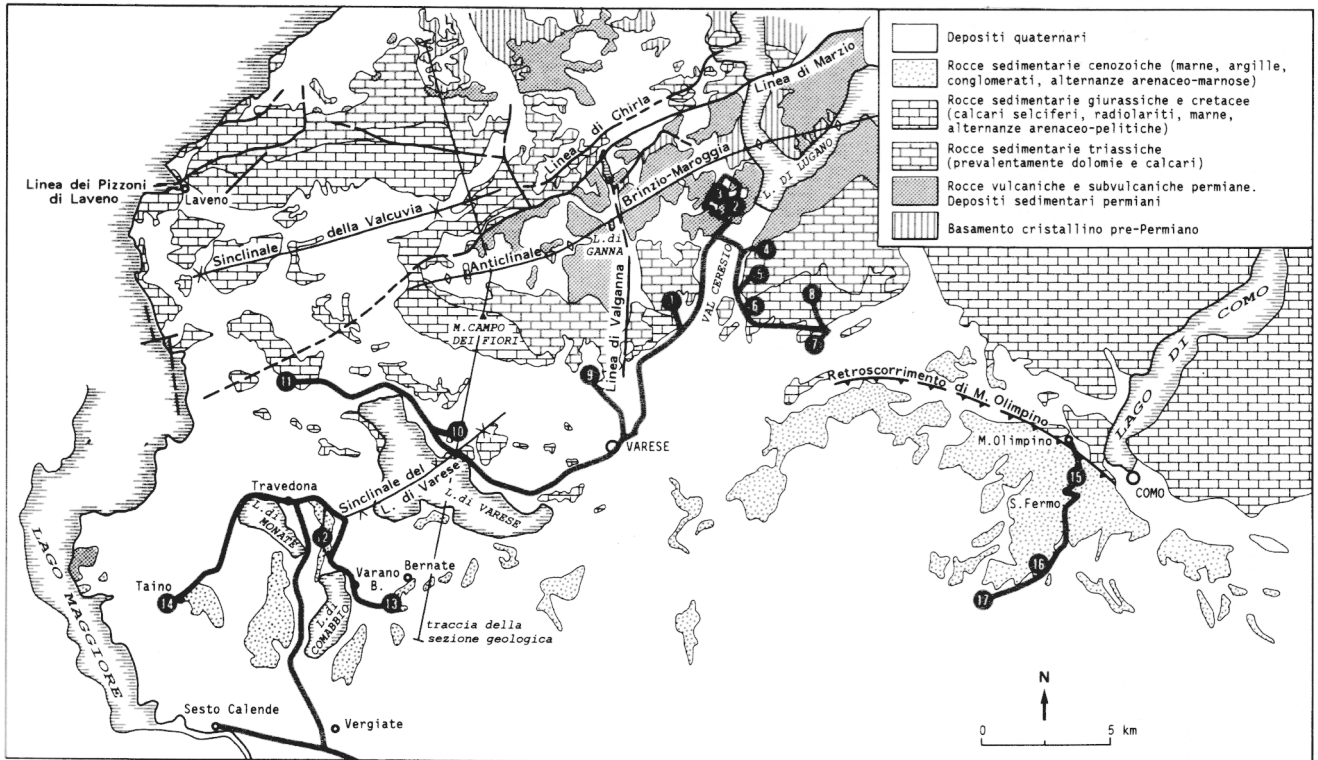 Depositi quaternari
Rocce sedimentarie cenozoiche (marne, argille,
conglomerati, alternanze arenaceo-marnose)
Rocce sedimentarie giurassiche e cretacee
(calcari selciferi, radiolariti, marne,
alternanze arenaceo-pelitiche)
Rocce sedimentarie triassiche
(prevalentemente dolomie e calcari)
Rocce vulcaniche e subvulcaniche permiane.
Depositi sedimentari permiani
Basamento cristallino pre-Permiano
Linea di Marzio
Linea di Ghirla
Brinzio-Maroggia
Anticlinale
L. DI LUGANO
Linea dei Pizzoni
di Laveno
Laveno
Sinclinale della Valcuvia
L. di
GANNA
Linea di Valganna
VAL CERESIO
M. CAMPO
DEI FIORI
3
2
4
5
6
8
7
1
9
11
10
VARESE
LAGO DI COMO
Retroscorrimento di M. Olimpino
M. Olimpino
COMO
15
S. Fermo
16
17
Sinclinale del
L. di Varese
L. di VARESE
Travedona
L. di
MONATE
12
Varano
B.
Bernate
13
Taino
14
L. di
COMABBIO
traccia della
sezione geologica
LAGO MAGGIORE
Sesto Calende
Vergiate
N
0 5 km